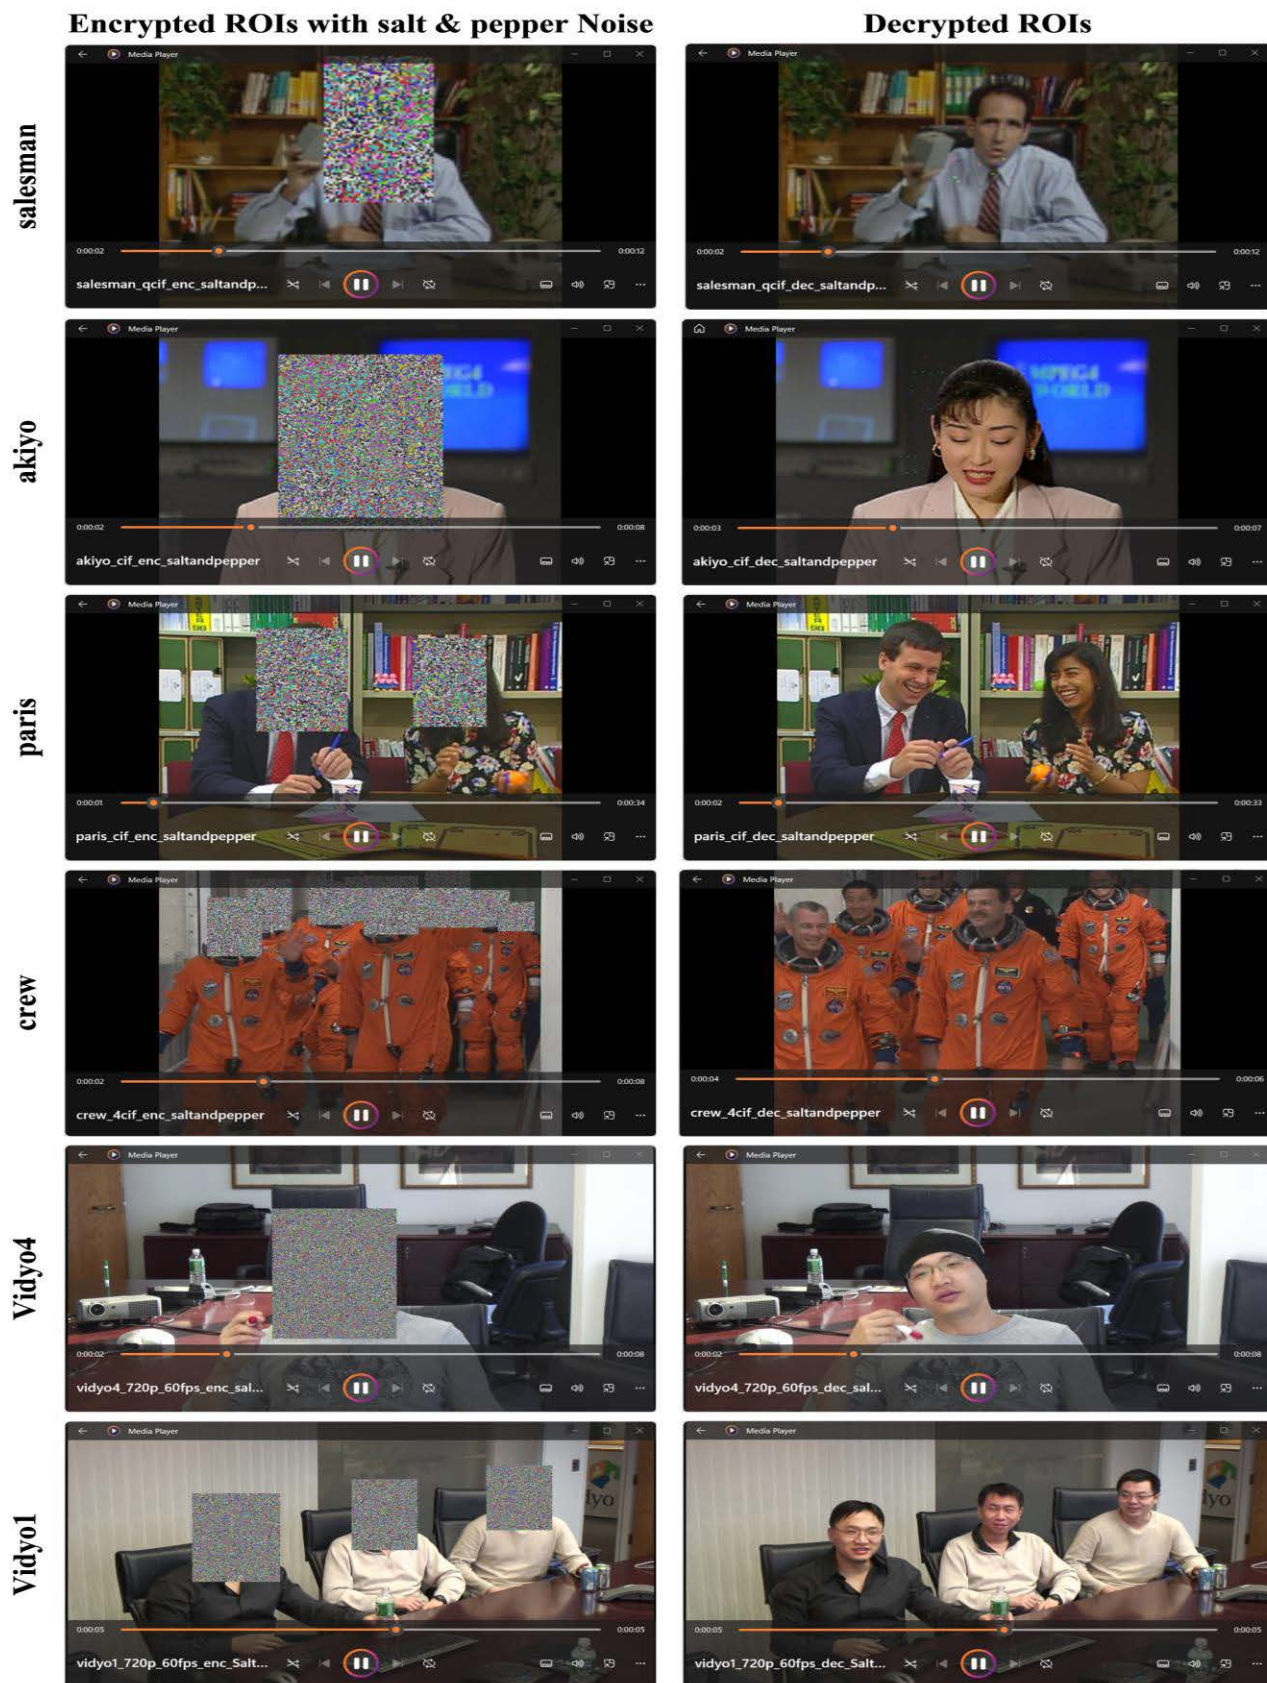 Encrypted ROIs with salt & pepper Noise
Decrypted ROIs
salesman
Media Player
0:00:02
0:00:12
salesman_qcif_enc_saltandp...
Media Player
0:00:02
0:00:12
salesman_qcif_dec_saltandp...
akiyo
Media Player
0:00:02
0:00:08
akiyo_cif_enc_saltandpepper
Media Player
MPEG4
WORLD
0:00:03
0:00:07
akiyo_cif_dec_saltandpepper
paris
Media Player
0:00:01
0:00:34
paris_cif_enc_saltandpepper
Media Player
0:00:02
0:00:33
paris_cif_dec_saltandpepper
crew
Media Player
0:00:02
0:00:08
crew_4cif_enc_saltandpepper
Media Player
0:00:04
0:00:06
crew_4cif_dec_saltandpepper
Vidyo4
Media Player
0:00:02
0:00:08
vidyo4_720p_60fps_enc_sal...
Media Player
0:00:02
0:00:08
vidyo4_720p_60fps_dec_sal...
Vidyo1
Media Player
0:00:05
0:00:05
vidyo1_720p_60fps_enc_Salt...
Media Player
0:00:05
0:00:05
vidyo1_720p_60fps_dec_Salt...